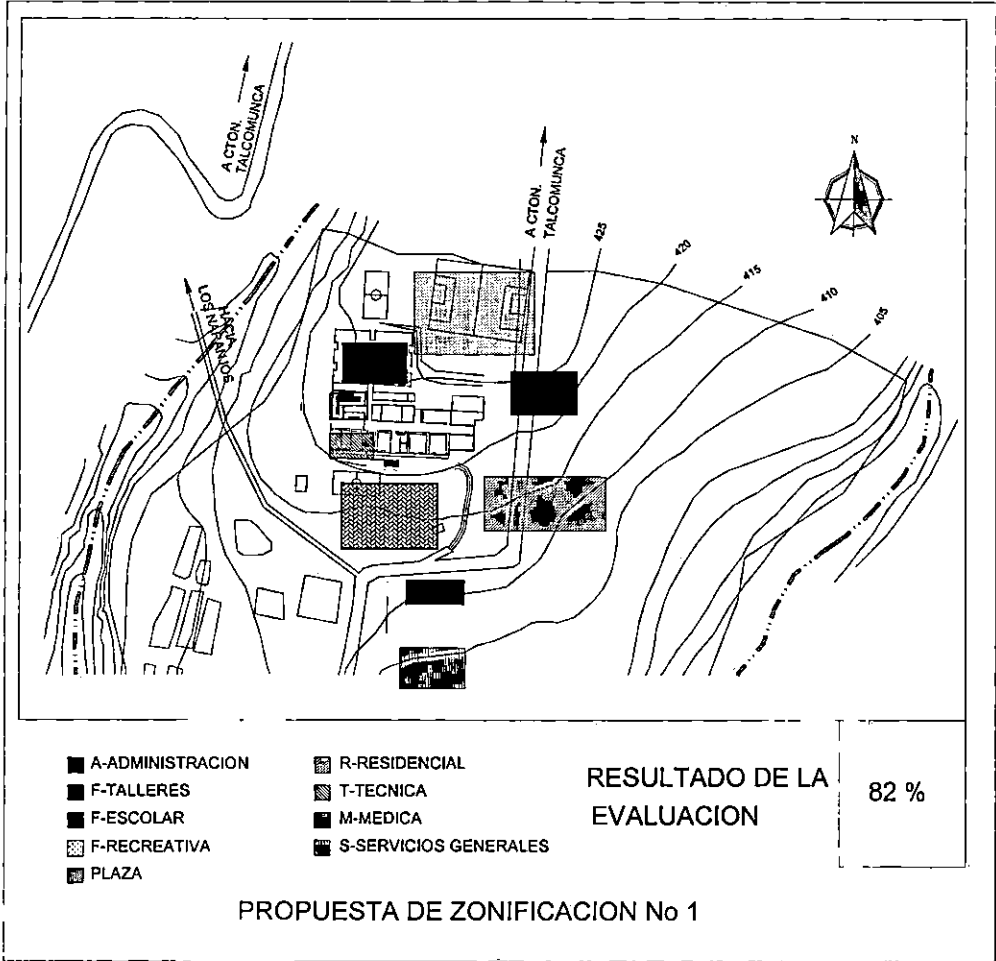 A CTON.
TALCOMUNCA
N
A CTON.
TALCOMUNCA
425
420
415
410
405
HACIA
LOS NARANJOS
A-ADMINISTRACION
F-TALLERES
F-ESCOLAR
F-RECREATIVA
PLAZA
R-RESIDENCIAL
T-TECNICA
M-MEDICA
S-SERVICIOS GENERALES
RESULTADO DE LA
EVALUACION
82 %
PROPUESTA DE ZONIFICACION No 1